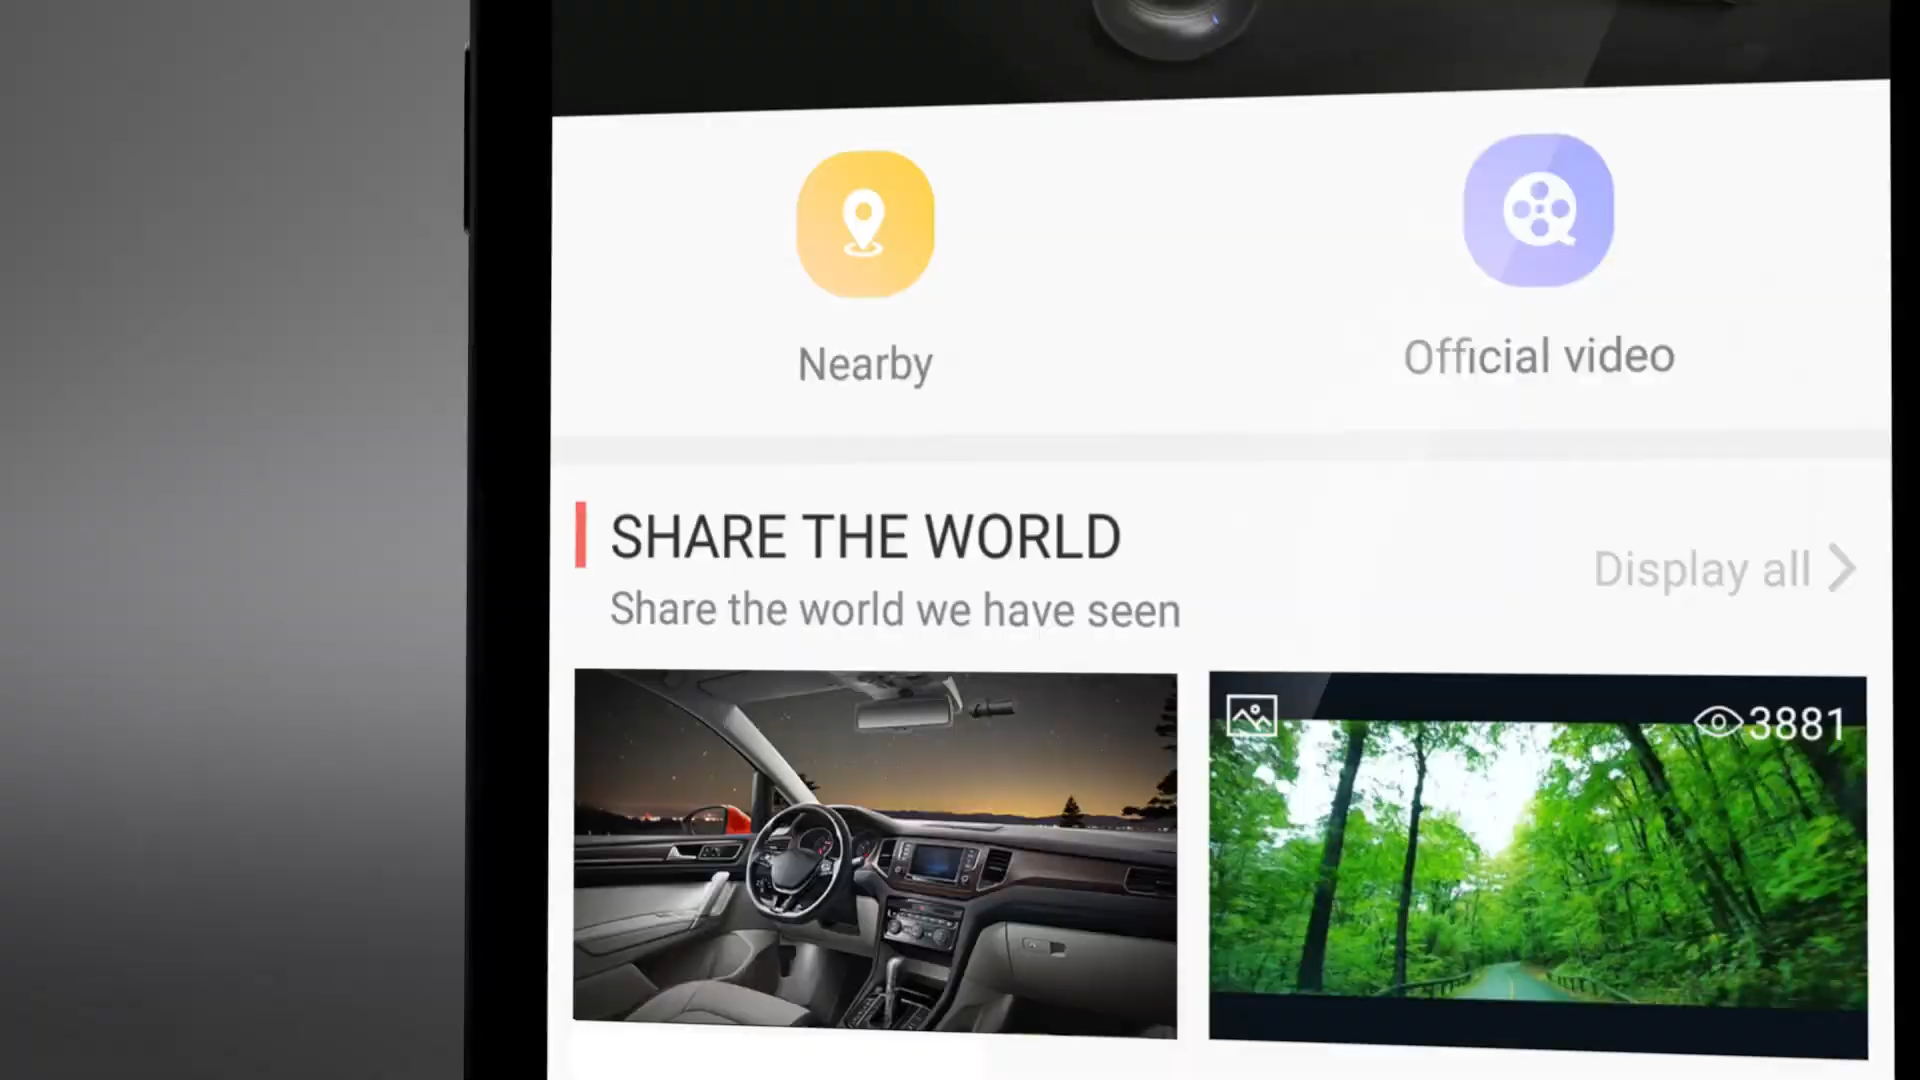 Nearby
Official video
SHARE THE WORLD
Share the world we have seen
Display all
3881